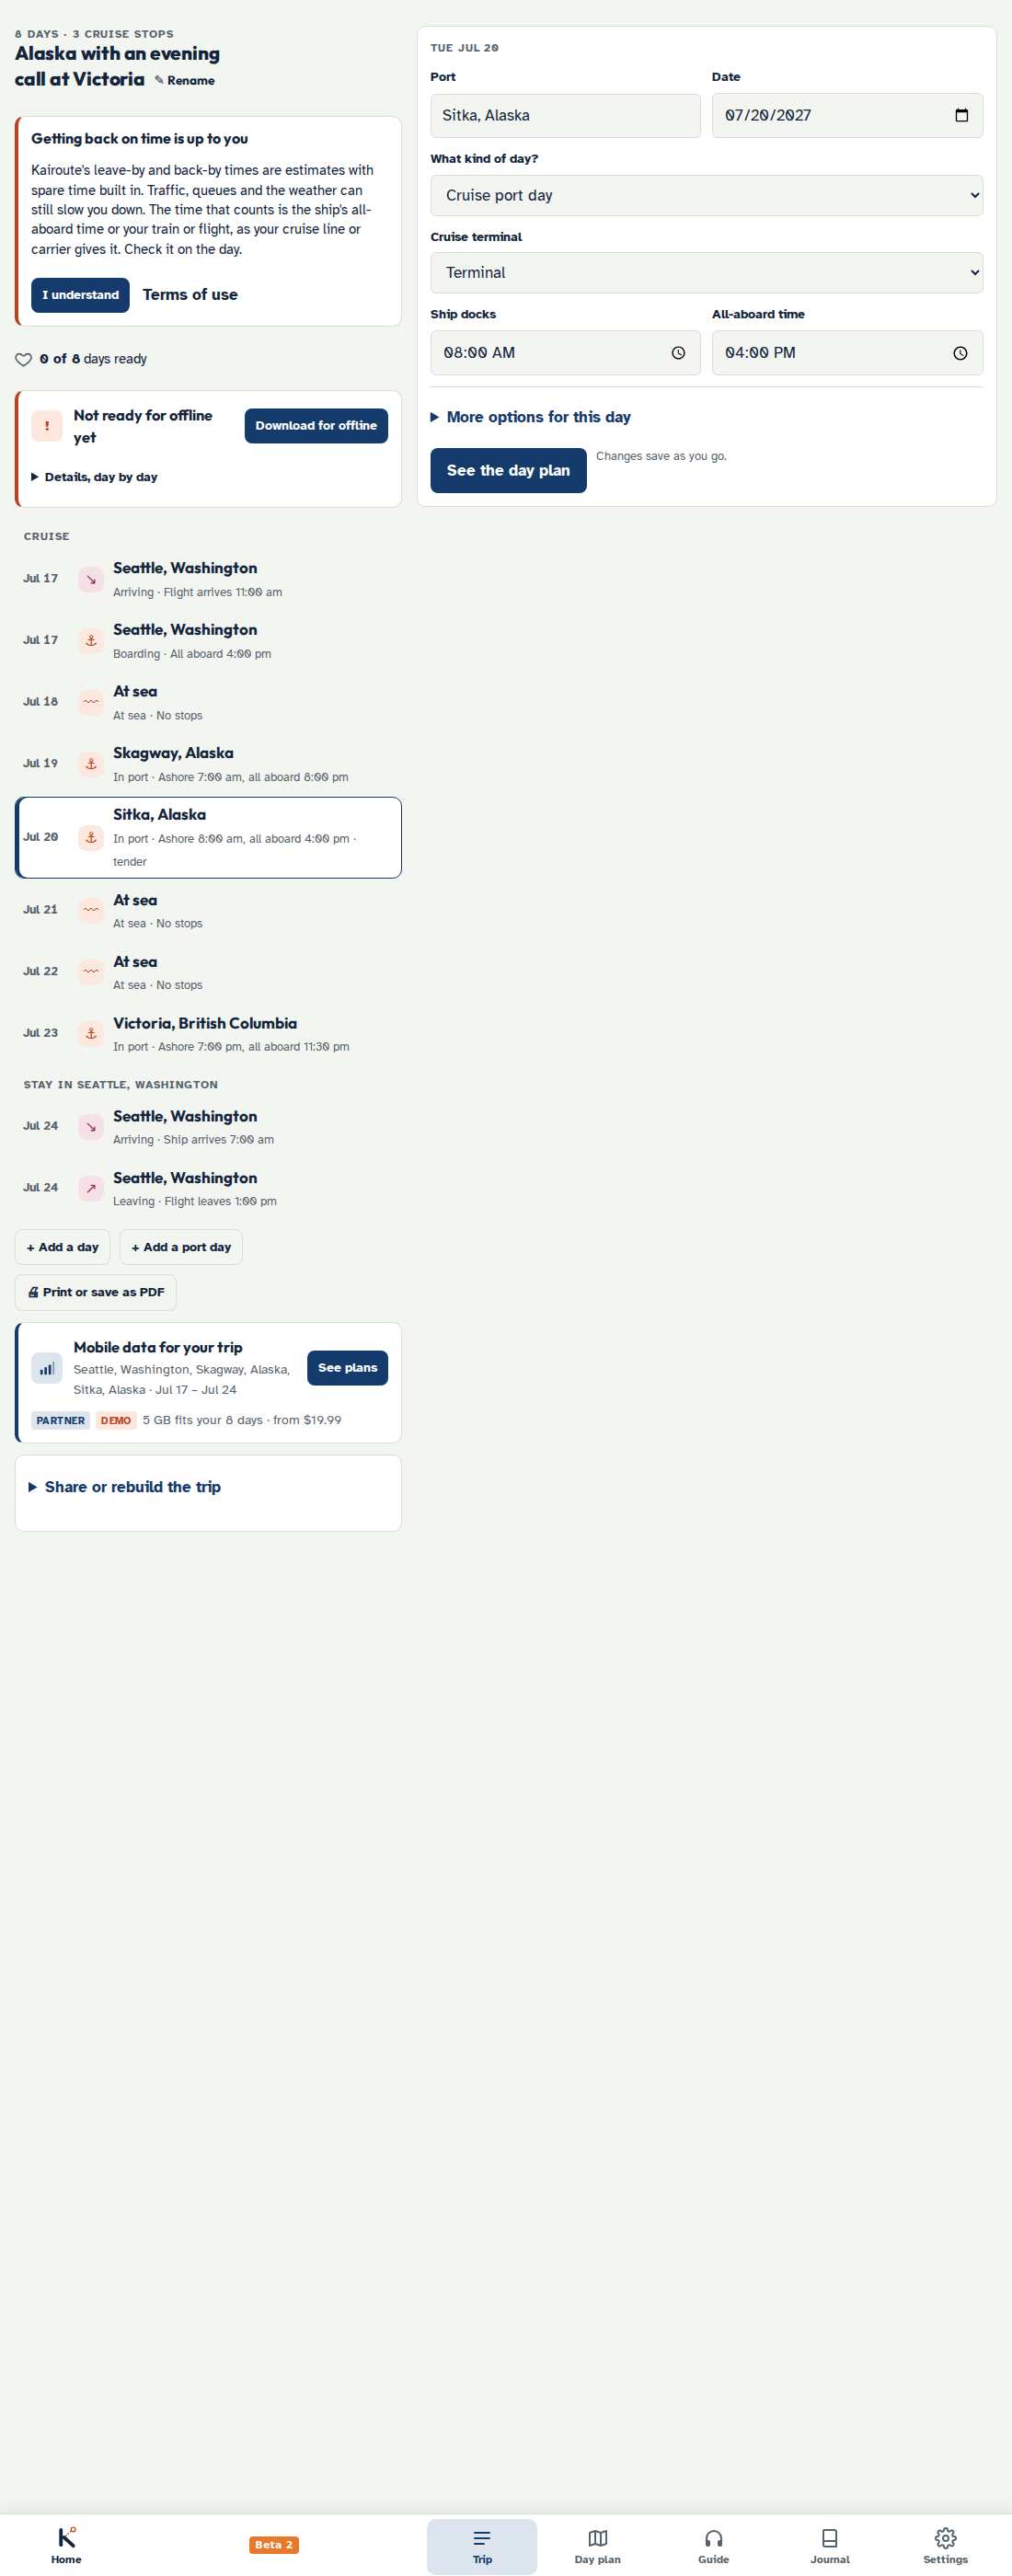 8 DAYS · 3 CRUISE STOPS
Alaska with an evening
call at Victoria ✎ Rename
Getting back on time is up to you
Kairoute's leave-by and back-by times are estimates with
spare time built in. Traffic, queues and the weather can
still slow you down. The time that counts is the ship's all-
aboard time or your train or flight, as your cruise line or
carrier gives it. Check it on the day.
I understand Terms of use
0 of 8 days ready
! Not ready for offline
yet
Download for offline
▶ Details, day by day
CRUISE
Jul 17 ↘ Seattle, Washington
Arriving · Flight arrives 11:00 am
Jul 17 Seattle, Washington
Boarding · All aboard 4:00 pm
Jul 18 At sea
At sea · No stops
Jul 19 Skagway, Alaska
In port · Ashore 7:00 am, all aboard 8:00 pm
Jul 20 Sitka, Alaska
In port · Ashore 8:00 am, all aboard 4:00 pm ·
tender
Jul 21 At sea
At sea · No stops
Jul 22 At sea
At sea · No stops
Jul 23 Victoria, British Columbia
In port · Ashore 7:00 pm, all aboard 11:30 pm
STAY IN SEATTLE, WASHINGTON
Jul 24 ↘ Seattle, Washington
Arriving · Ship arrives 7:00 am
Jul 24 ↗ Seattle, Washington
Leaving · Flight leaves 1:00 pm
+ Add a day + Add a port day
Print or save as PDF
Mobile data for your trip
Seattle, Washington, Skagway, Alaska,
Sitka, Alaska · Jul 17 – Jul 24
See plans
PARTNER DEMO 5 GB fits your 8 days · from $19.99
▶ Share or rebuild the trip
TUE JUL 20
Port Date
Sitka, Alaska 07/20/2027
What kind of day?
Cruise port day
Cruise terminal
Terminal
Ship docks All-aboard time
08:00 AM 04:00 PM
▶ More options for this day
See the day plan Changes save as you go.
Home Beta 2 Trip Day plan Guide Journal Settings